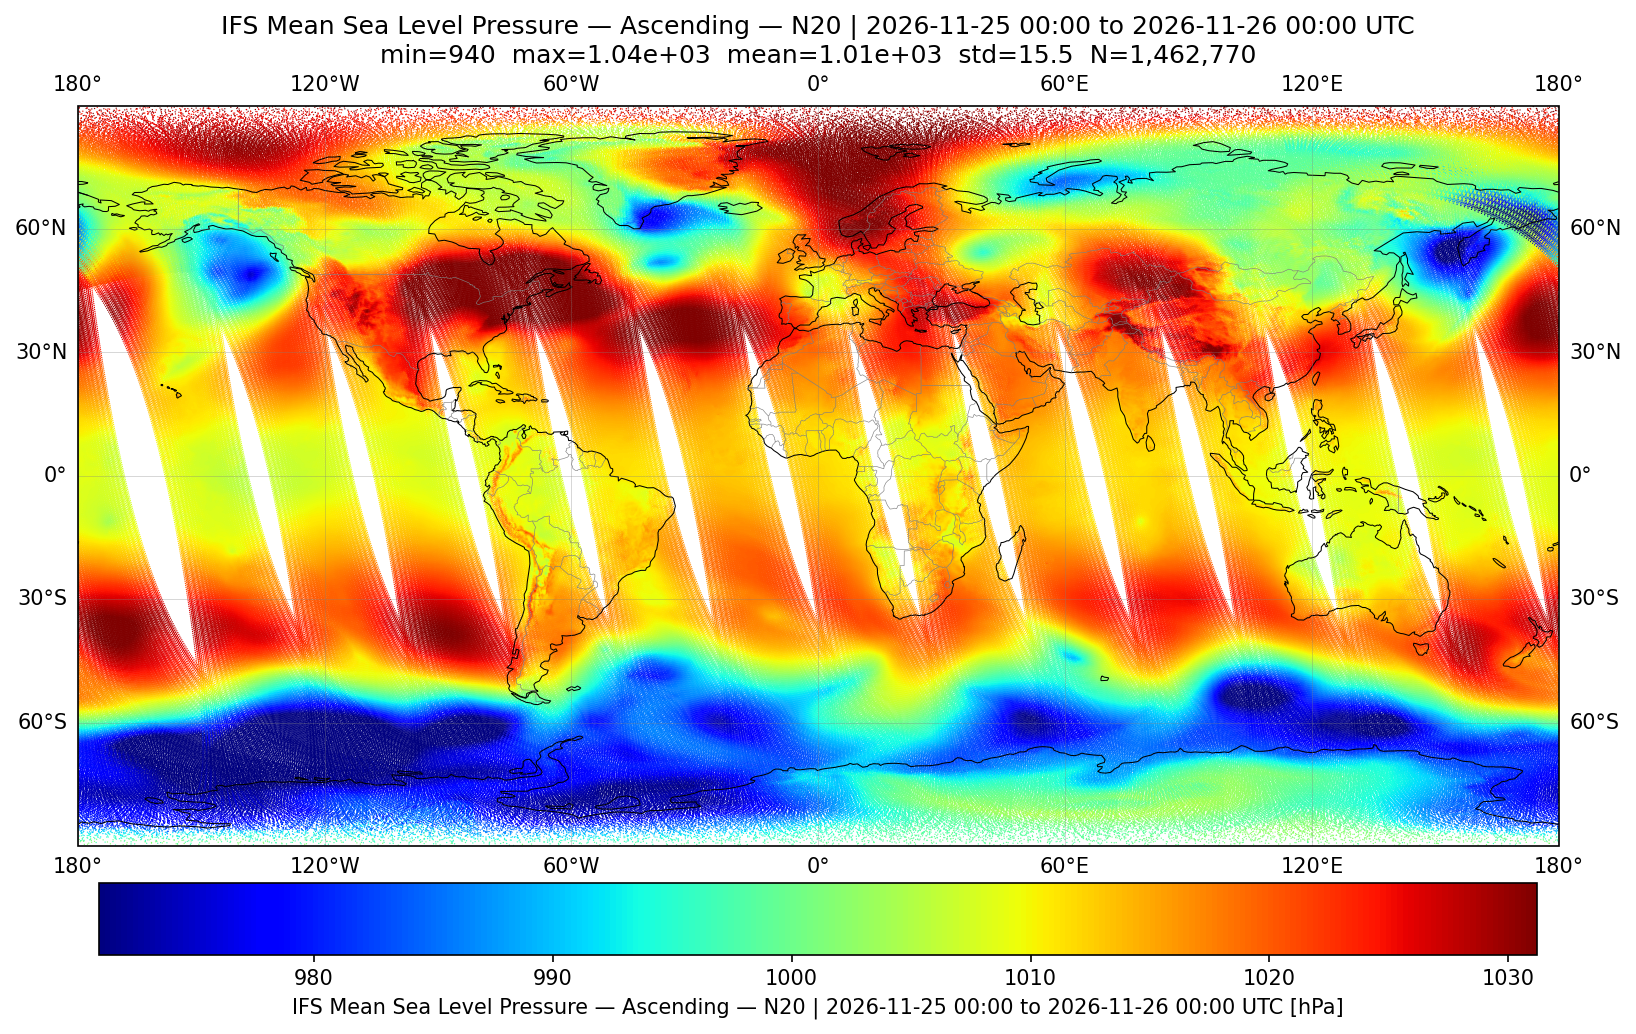 IFS Mean Sea Level Pressure — Ascending — N20 | 2026-11-25 00:00 to 2026-11-26 00:00 UTC
min=940 max=1.04e+03 mean=1.01e+03 std=15.5 N=1,462,770
180° 120°W 60°W 0° 60°E 120°E 180°
60°N 60°N
30°N 30°N
0° 0°
30°S 30°S
60°S 60°S
180° 120°W 60°W 0° 60°E 120°E 180°
980 990 1000 1010 1020 1030
IFS Mean Sea Level Pressure — Ascending — N20 | 2026-11-25 00:00 to 2026-11-26 00:00 UTC [hPa]